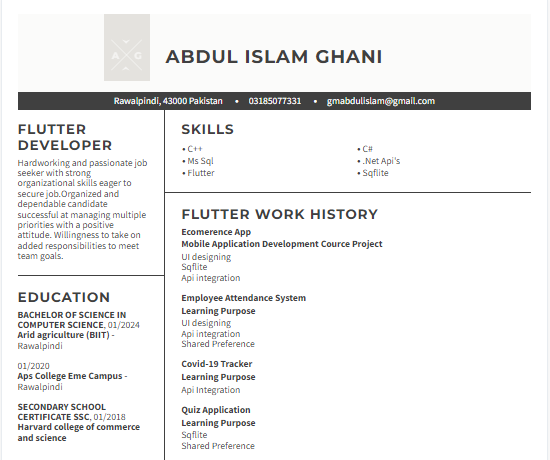 A G
ABDUL ISLAM GHANI
Rawalpindi, 43000 Pakistan • 03185077331 • gmabdulislam@gmail.com
FLUTTER
DEVELOPER
Hardworking and passionate job
seeker with strong
organizational skills eager to
secure job.Organized and
dependable candidate
successful at managing multiple
priorities with a positive
attitude. Willingness to take on
added responsibilities to meet
team goals.
EDUCATION
BACHELOR OF SCIENCE IN
COMPUTER SCIENCE, 01/2024
Arid agriculture (BIIT) -
Rawalpindi
01/2020
Aps College Eme Campus -
Rawalpindi
SECONDARY SCHOOL
CERTIFICATE SSC, 01/2018
Harvard college of commerce
and science
SKILLS
• C++
• Ms Sql
• Flutter
• C#
• .Net Api's
• Sqflite
FLUTTER WORK HISTORY
Ecomerence App
Mobile Application Development Cource Project
UI designing
Sqflite
Api integration
Employee Attendance System
Learning Purpose
UI designing
Api integration
Shared Preference
Covid-19 Tracker
Learning Purpose
Api Integration
Quiz Application
Learning Purpose
Sqflite
Shared Preference